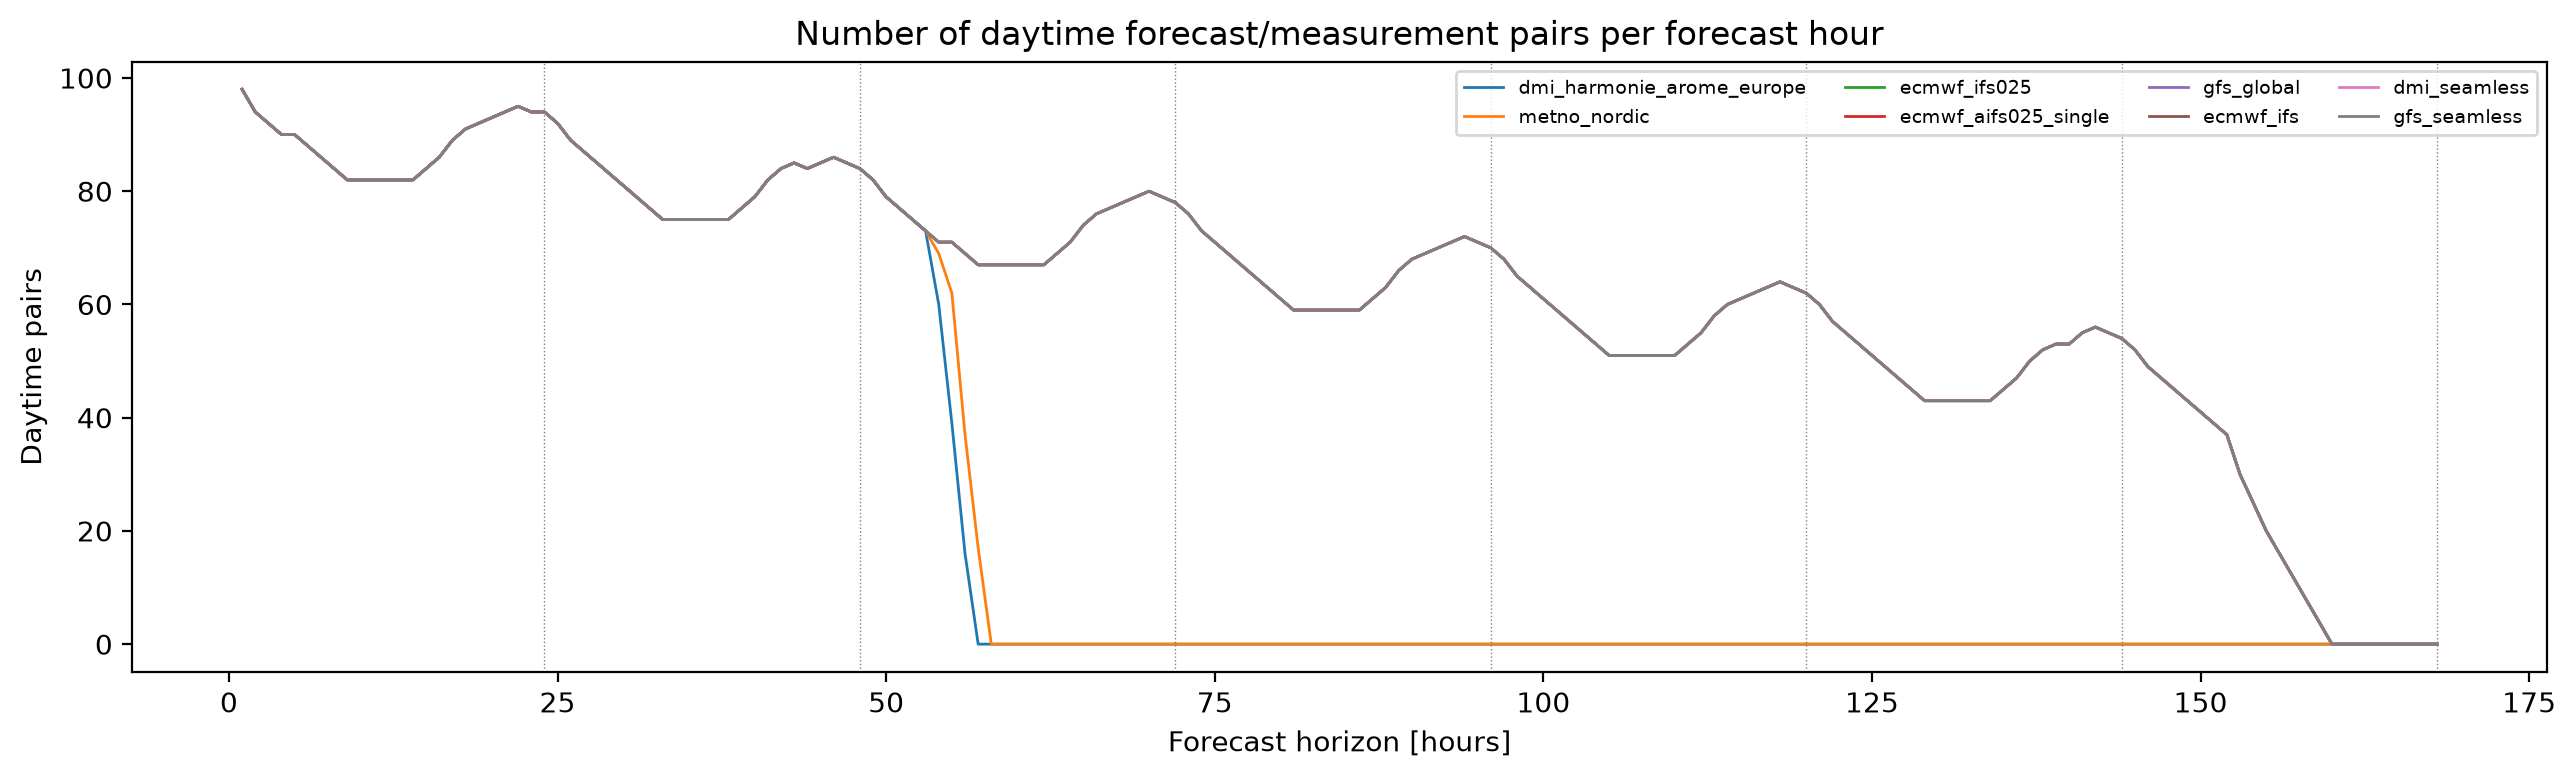 Number of daytime forecast/measurement pairs per forecast hour
dmi_harmonie_arome_europe
metno_nordic
ecmwf_ifs025
ecmwf_aifs025_single
gfs_global
ecmwf_ifs
dmi_seamless
gfs_seamless
Daytime pairs
100
80
60
40
20
0
0 25 50 75 100 125 150 175
Forecast horizon [hours]